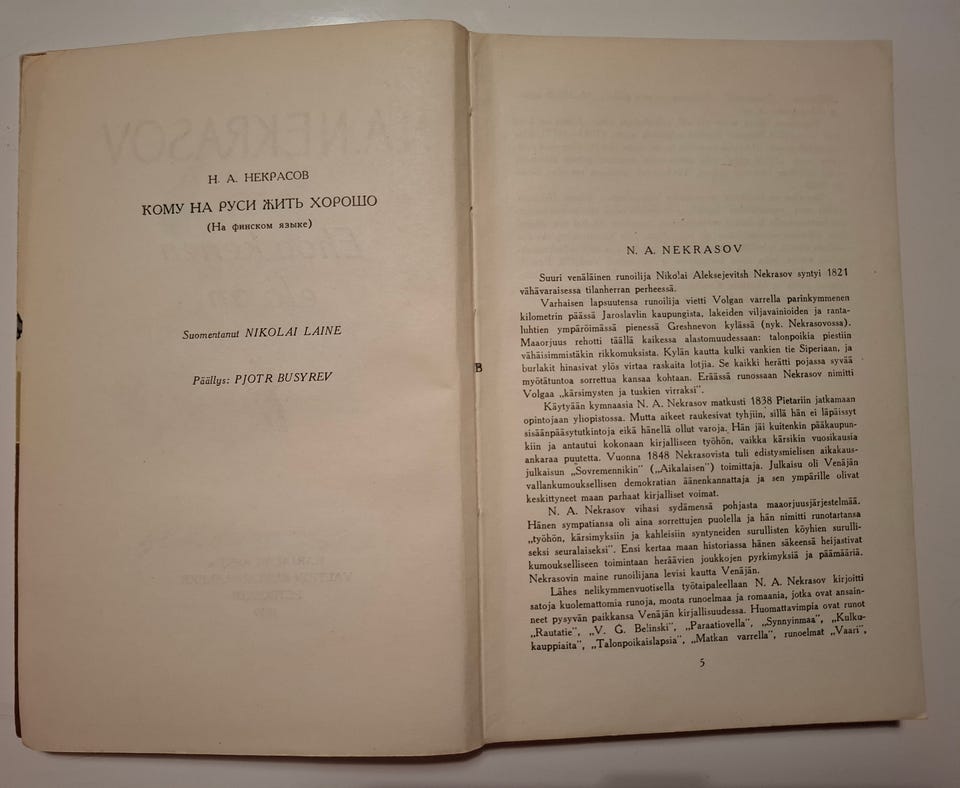 Н. А. НЕКРАСОВ
КОМУ НА РУСИ ЖИТЬ ХОРОШО
(На финском языке)
Suomentanut NIKOLAI LAINE
Päällys: PJOTR BUSYREV
N. A. NEKRASOV
Suuri venäläinen runoilija Nikolai Aleksejevitsh Nekrasov syntyi 1821
vähävaraisessa tilanherran perheessä.
Varhaisen lapsuutensa runoilija vietti Volgan varrella parinkymmenen
kilometrin päässä Jaroslavlin kaupungista, lakeiden viljavainioiden ja ranta-
luhtien ympäröimässä pienessä Greshnevon kylässä (nyk. Nekrasovossa).
Maaorjuus rehotti täällä kaikessa alastomuudessaan: talonpoikia piestiin
vähäisimmistäkin rikkomuksista. Kylän kautta kulki vankien tie Siperiaan, ja
burlakit hinasivat ylös virtaa raskaita lotjia. Se kaikki herätti pojassa syvää
myötätuntoa sorrettua kansaa kohtaan. Eräässä runossaan Nekrasov nimitti
Volgaa „kärsimysten ja tuskien virraksi".
Käytyään kymnaasia N. A. Nekrasov matkusti 1838 Pietariin jatkamaan
opintojaan yliopistossa. Mutta aikeet raukesivat tyhjiin, sillä hän ei läpäissyt
sisäänpääsytutkintoja eikä hänellä ollut varoja. Hän jäi kuitenkin pääkaupun-
kiin ja antautui kokonaan kirjalliseen työhön, vaikka kärsikin vuosikausia
ankaraa puutetta. Vuonna 1848 Nekrasovista tuli edistysmielisen aikakaus-
julkaisun „Sovremennikin" („Aikalaisen") toimittaja. Julkaisu oli Venäjän
vallankumouksellisen demokratian äänenkannattaja ja sen ympärille olivat
keskittyneet maan parhaat kirjalliset voimat.
N. A. Nekrasov vihasi sydämensä pohjasta maaorjuusjärjestelmää.
Hänen sympatiansa oli aina sorrettujen puolella ja hän nimitti runotartansa
„työhön, kärsimyksiin ja kahleisiin syntyneiden surullisten köyhien surulli-
seksi seuralaiseksi". Ensi kertaa maan historiassa hänen säkeensä heijastivat
kumoukselliseen toimintaan heräävien joukkojen pyrkimyksiä ja päämääriä.
Nekrasovin maine runoilijana levisi kautta Venäjän.
Lähes nelikymmenvuotisella työtaipaleellaan N. A. Nekrasov kirjoitti
satoja kuolemattomia runoja, monta runoelmaa ja romaania, jotka ovat ansain-
neet pysyvän paikkansa Venäjän kirjallisuudessa. Huomattavimpia ovat runot
„Rautatie", „V. G. Belinski", „Paraatiovella", „Synnyinmaa", „Kulku-
kauppiaita", „Talonpoikaislapsia", „Matkan varrella", runoelmat „Vaari",
5